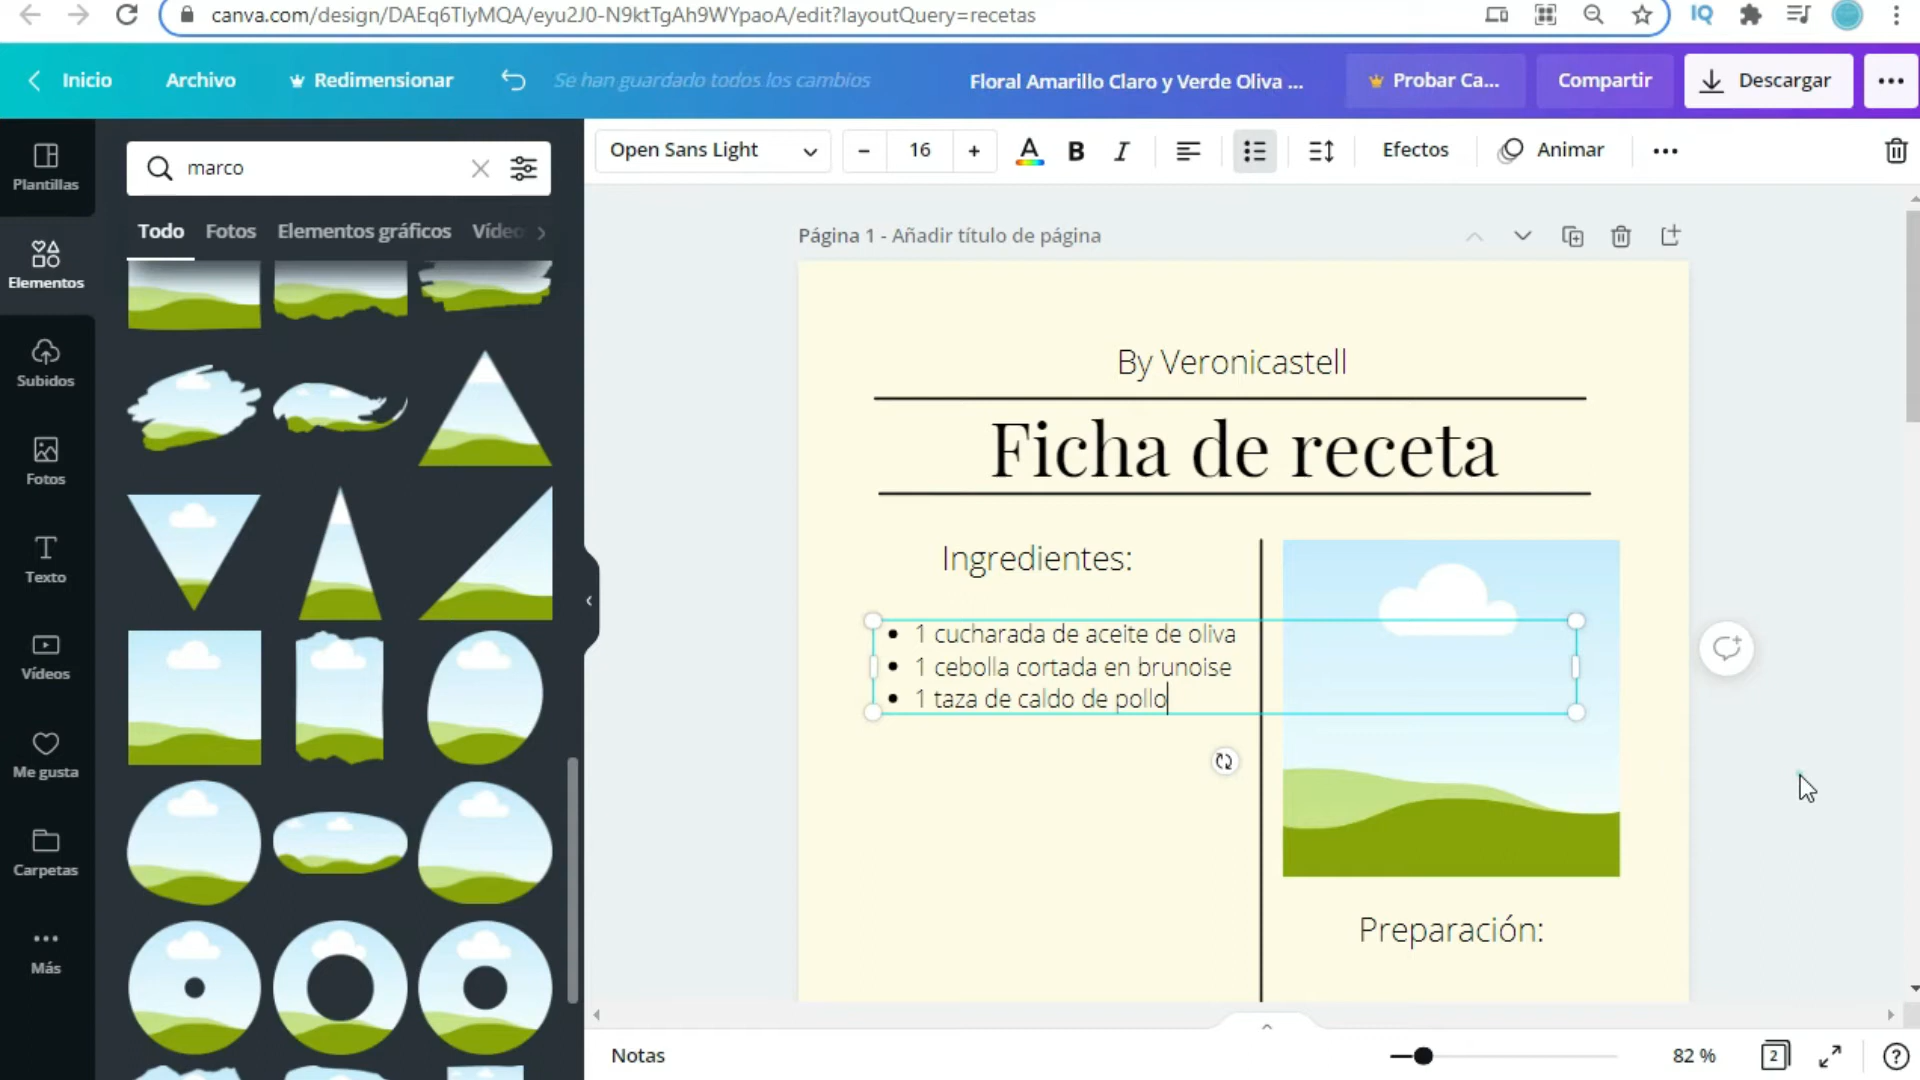 canva.com/design/DAEq6TIyMQA/eyu2J0-N9ktTgAh9WYpaoA/edit?layoutQuery=recetas
IQ
Inicio
Archivo
Redimensionar
Se han guardado todos los cambios
Floral Amarillo Claro y Verde Oliva ...
Probar Ca...
Compartir
Descargar
Plantillas
Elementos
Subidos
Fotos
Texto
Vídeos
Me gusta
Carpetas
Más
marco
Todo
Fotos
Elementos gráficos
Vídeo
Open Sans Light
– 16 +
A B I
Efectos
Animar
Página 1 - Añadir título de página
By Veronicastell
Ficha de receta
Ingredientes:
• 1 cucharada de aceite de oliva
• 1 cebolla cortada en brunoise
• 1 taza de caldo de pollo
Preparación:
Notas
82 %
2
?